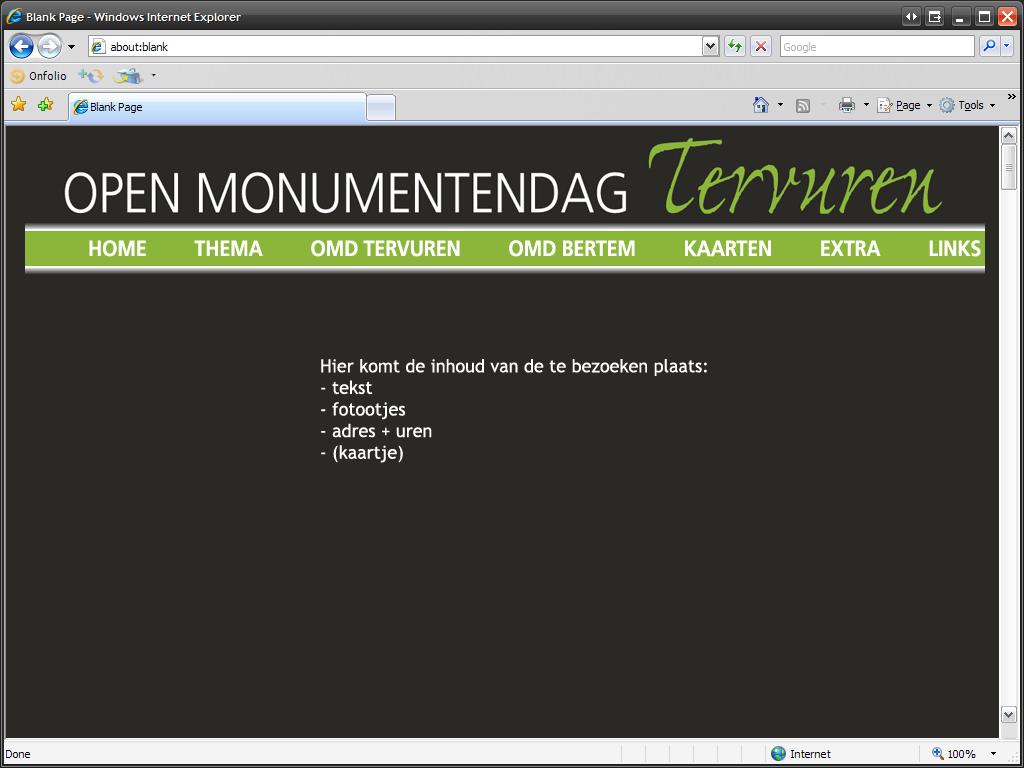 Blank Page - Windows Internet Explorer
about:blank
Google
Onfolio
Blank Page
Page
Tools
OPEN MONUMENTENDAG Tervuren
HOME THEMA OMD TERVUREN OMD BERTEM KAARTEN EXTRA LINKS
Hier komt de inhoud van de te bezoeken plaats:
- tekst
- fotootjes
- adres + uren
- (kaartje)
Done
Internet
100%